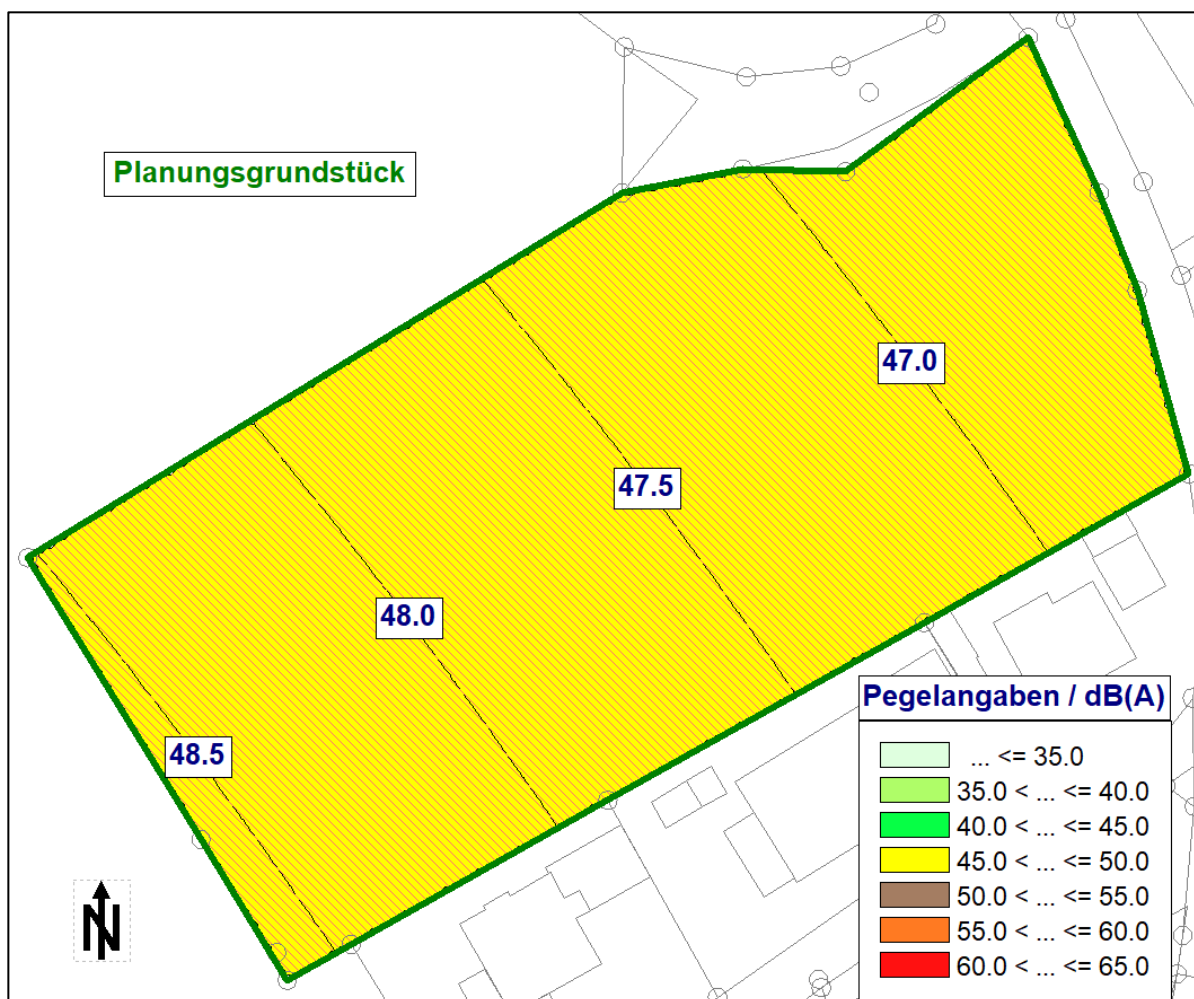 Planungsgrundstück
47.0
47.5
48.0
48.5
N
Pegelangaben / dB(A)
... <= 35.0
35.0 < ... <= 40.0
40.0 < ... <= 45.0
45.0 < ... <= 50.0
50.0 < ... <= 55.0
55.0 < ... <= 60.0
60.0 < ... <= 65.0